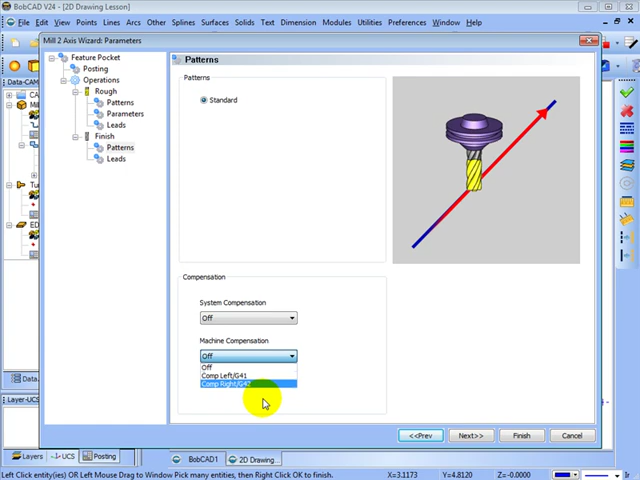 BobCAD V24 - [2D Drawing Lesson]
File Edit View Points Lines Arcs Other Splines Surfaces Solids Text Dimension Modules Utilities Preferences Window Help
Mill 2 Axis Wizard: Parameters
Data-CAM
Feature Pocket
Posting
Operations
Rough
Patterns
Parameters
Leads
Finish
Patterns
Leads
Patterns
Patterns
Standard
Compensation
System Compensation
Off
Machine Compensation
Off
Off
Comp Left/G41
Comp Right/G42
<<Prev Next>> Finish Cancel
Data...
Layer-UCS
Layers UCS Posting BobCAD1 2D Drawing...
Left Click entity(ies) OR Left Mouse Drag to Window Pick many entities, then Right Click OK to finish. X=3.1173 Y=4.8120 Z=-0.0000